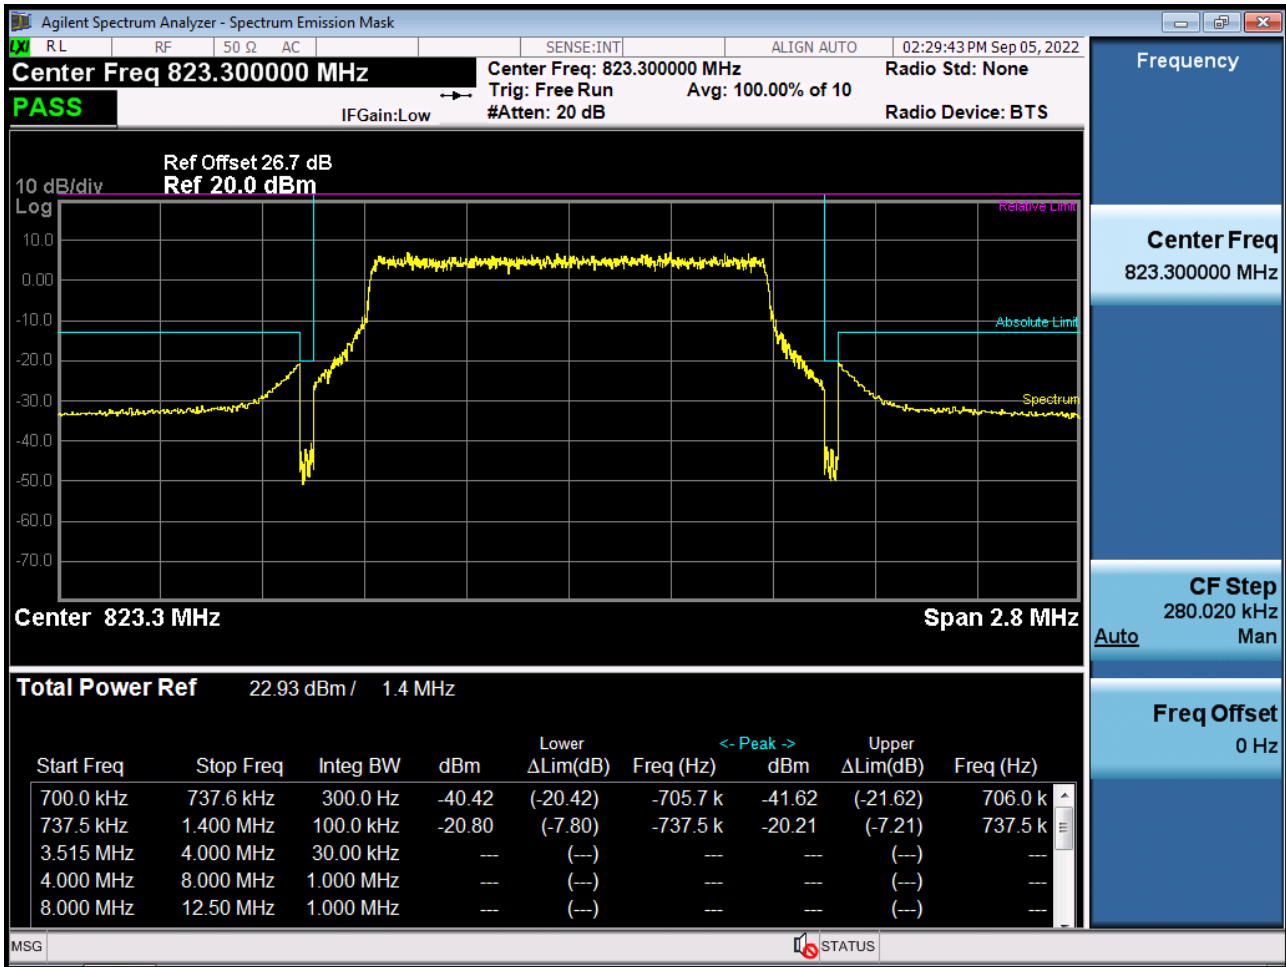 Agilent Spectrum Analyzer - Spectrum Emission Mask
LXI RL RF 50 Ω AC SENSE:INT ALIGN AUTO 02:29:43 PM Sep 05, 2022
Center Freq 823.300000 MHz
Center Freq: 823.300000 MHz Radio Std: None
Trig: Free Run Avg: 100.00% of 10
PASS
IFGain:Low #Atten: 20 dB Radio Device: BTS
Ref Offset 26.7 dB
10 dB/div Ref 20.0 dBm
Log
Relative Limit
10.0
0.00
-10.0
Absolute Limit
-20.0
-30.0
Spectrum
-40.0
-50.0
-60.0
-70.0
Center 823.3 MHz Span 2.8 MHz
Total Power Ref 22.93 dBm / 1.4 MHz
Lower <- Peak -> Upper
Start Freq Stop Freq Integ BW dBm ΔLim(dB) Freq (Hz) dBm ΔLim(dB) Freq (Hz)
700.0 kHz 737.6 kHz 300.0 Hz -40.42 (-20.42) -705.7 k -41.62 (-21.62) 706.0 k
737.5 kHz 1.400 MHz 100.0 kHz -20.80 (-7.80) -737.5 k -20.21 (-7.21) 737.5 k
3.515 MHz 4.000 MHz 30.00 kHz --- (---) --- --- (---) ---
4.000 MHz 8.000 MHz 1.000 MHz --- (---) --- --- (---) ---
8.000 MHz 12.50 MHz 1.000 MHz --- (---) --- --- (---) ---
MSG STATUS
Frequency
Center Freq
823.300000 MHz
CF Step
280.020 kHz
Auto Man
Freq Offset
0 Hz